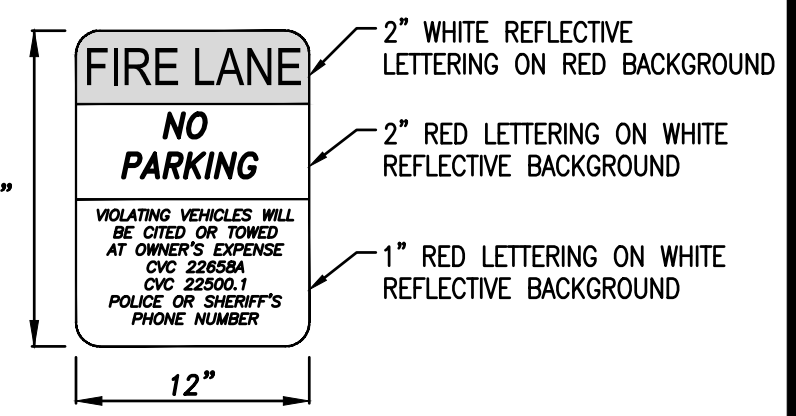 FIRE LANE
NO
PARKING
VIOLATING VEHICLES WILL
BE CITED OR TOWED
AT OWNER'S EXPENSE
CVC 22658A
CVC 22500.1
POLICE OR SHERIFF'S
PHONE NUMBER
2" WHITE REFLECTIVE
LETTERING ON RED BACKGROUND
2" RED LETTERING ON WHITE
REFLECTIVE BACKGROUND
1" RED LETTERING ON WHITE
REFLECTIVE BACKGROUND
"
12"